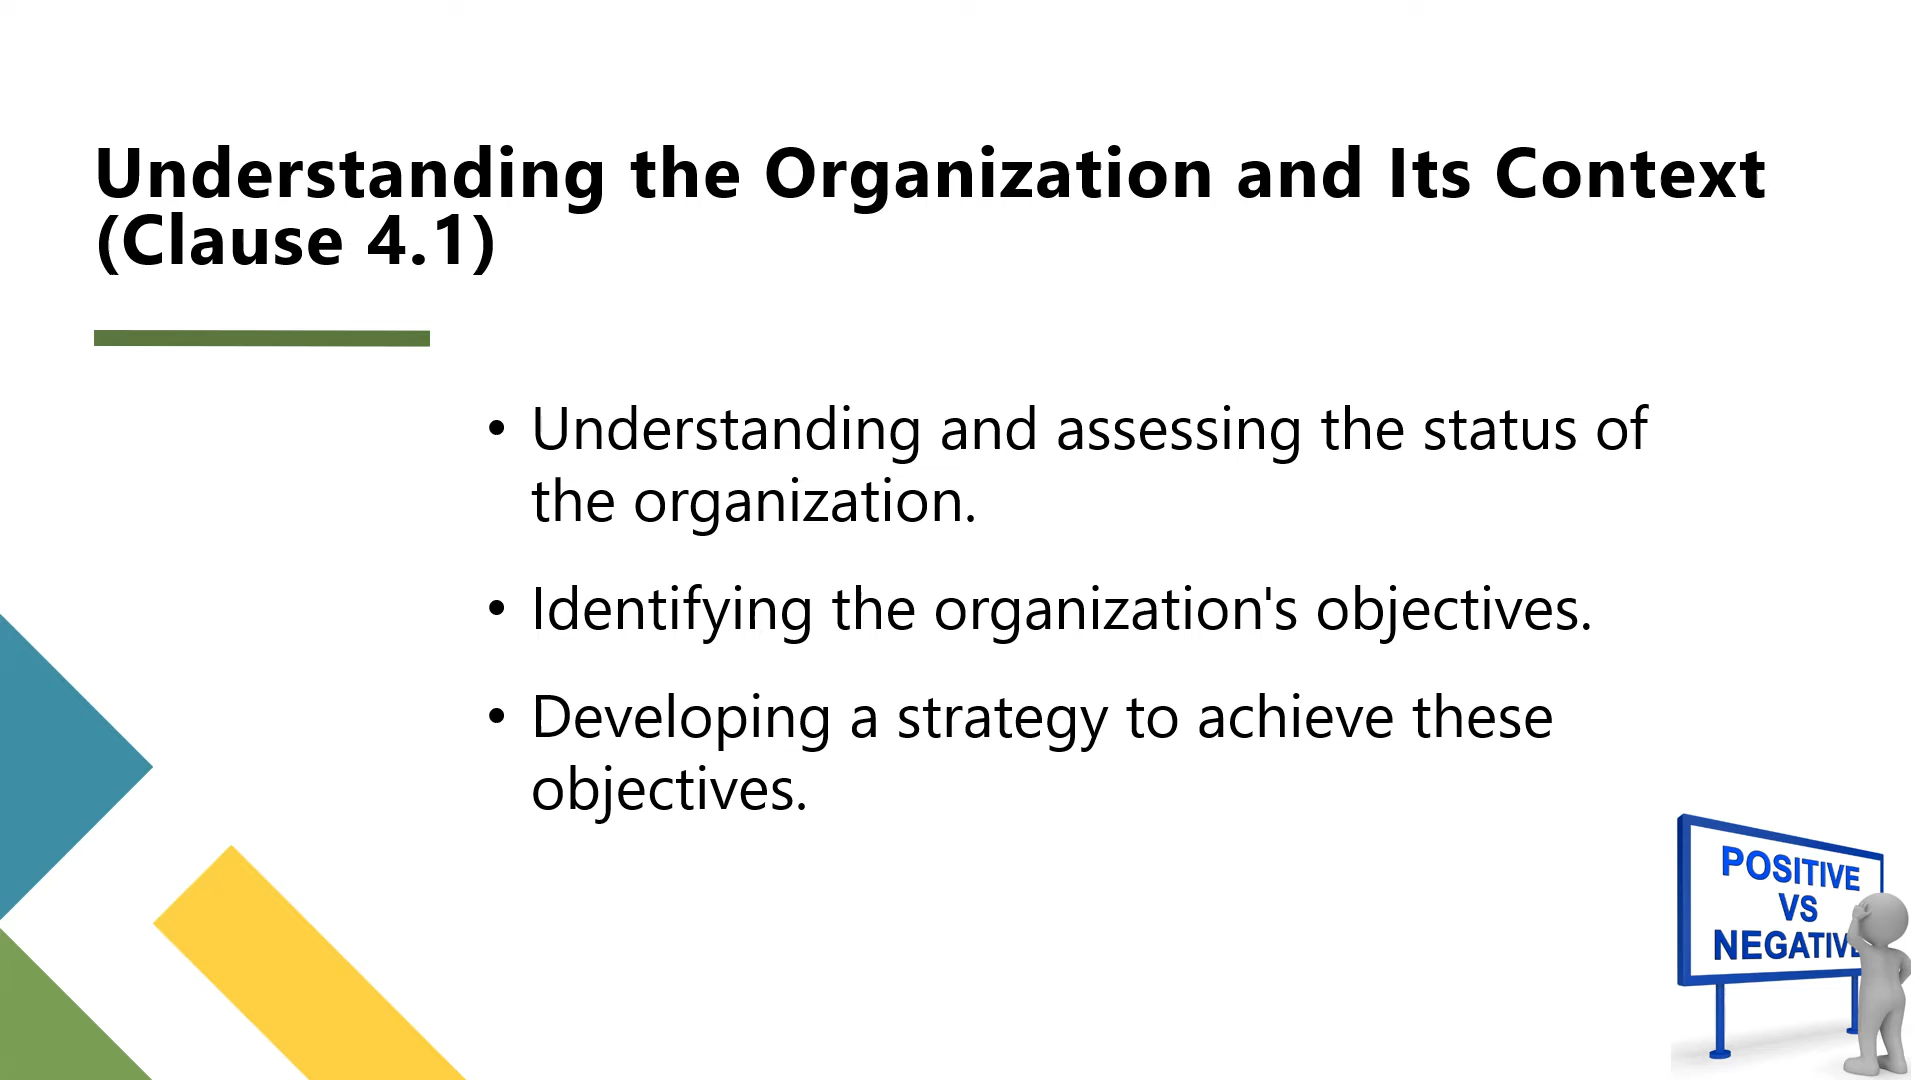 Understanding the Organization and Its Context
(Clause 4.1)
• Understanding and assessing the status of
the organization.
• Identifying the organization's objectives.
• Developing a strategy to achieve these
objectives.
POSITIVE
VS
NEGATIVE